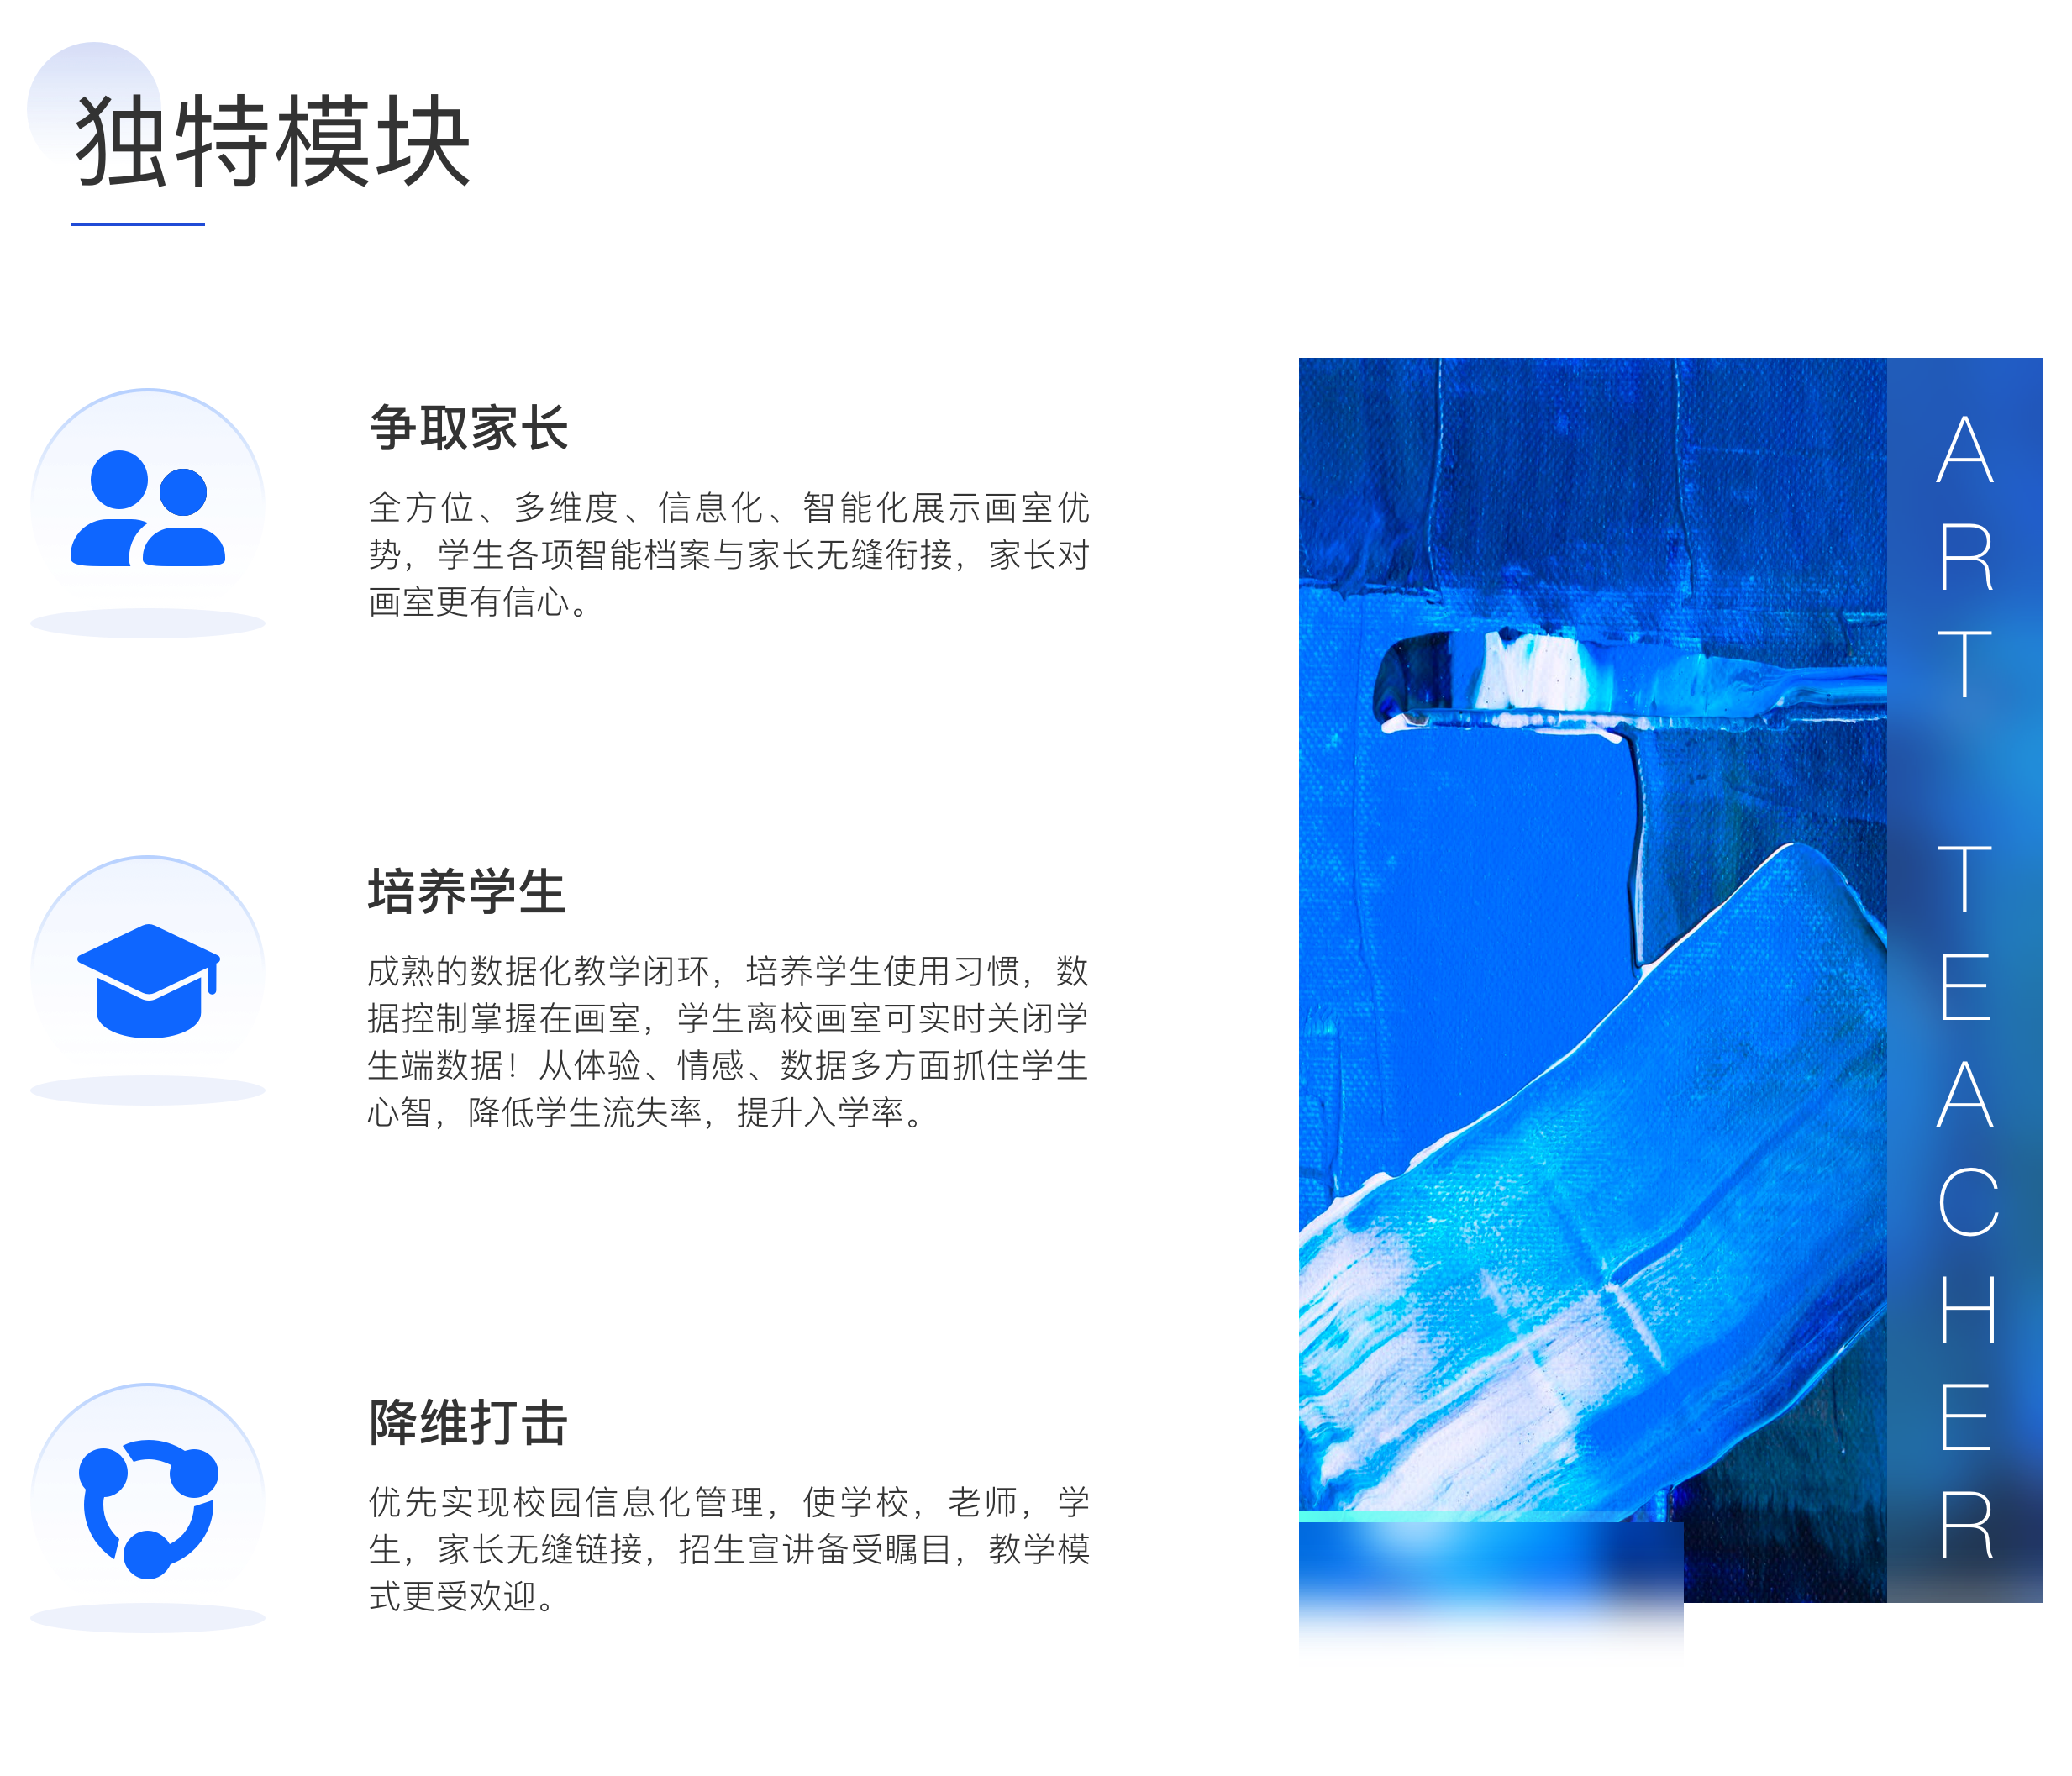 独特模块
争取家长
全方位、多维度、信息化、智能化展示画室优
势，学生各项智能档案与家长无缝衔接，家长对
画室更有信心。
培养学生
成熟的数据化教学闭环，培养学生使用习惯，数
据控制掌握在画室，学生离校画室可实时关闭学
生端数据！从体验、情感、数据多方面抓住学生
心智，降低学生流失率，提升入学率。
降维打击
优先实现校园信息化管理，使学校，老师，学
生，家长无缝链接，招生宣讲备受瞩目，教学模
式更受欢迎。
ART TEACHER